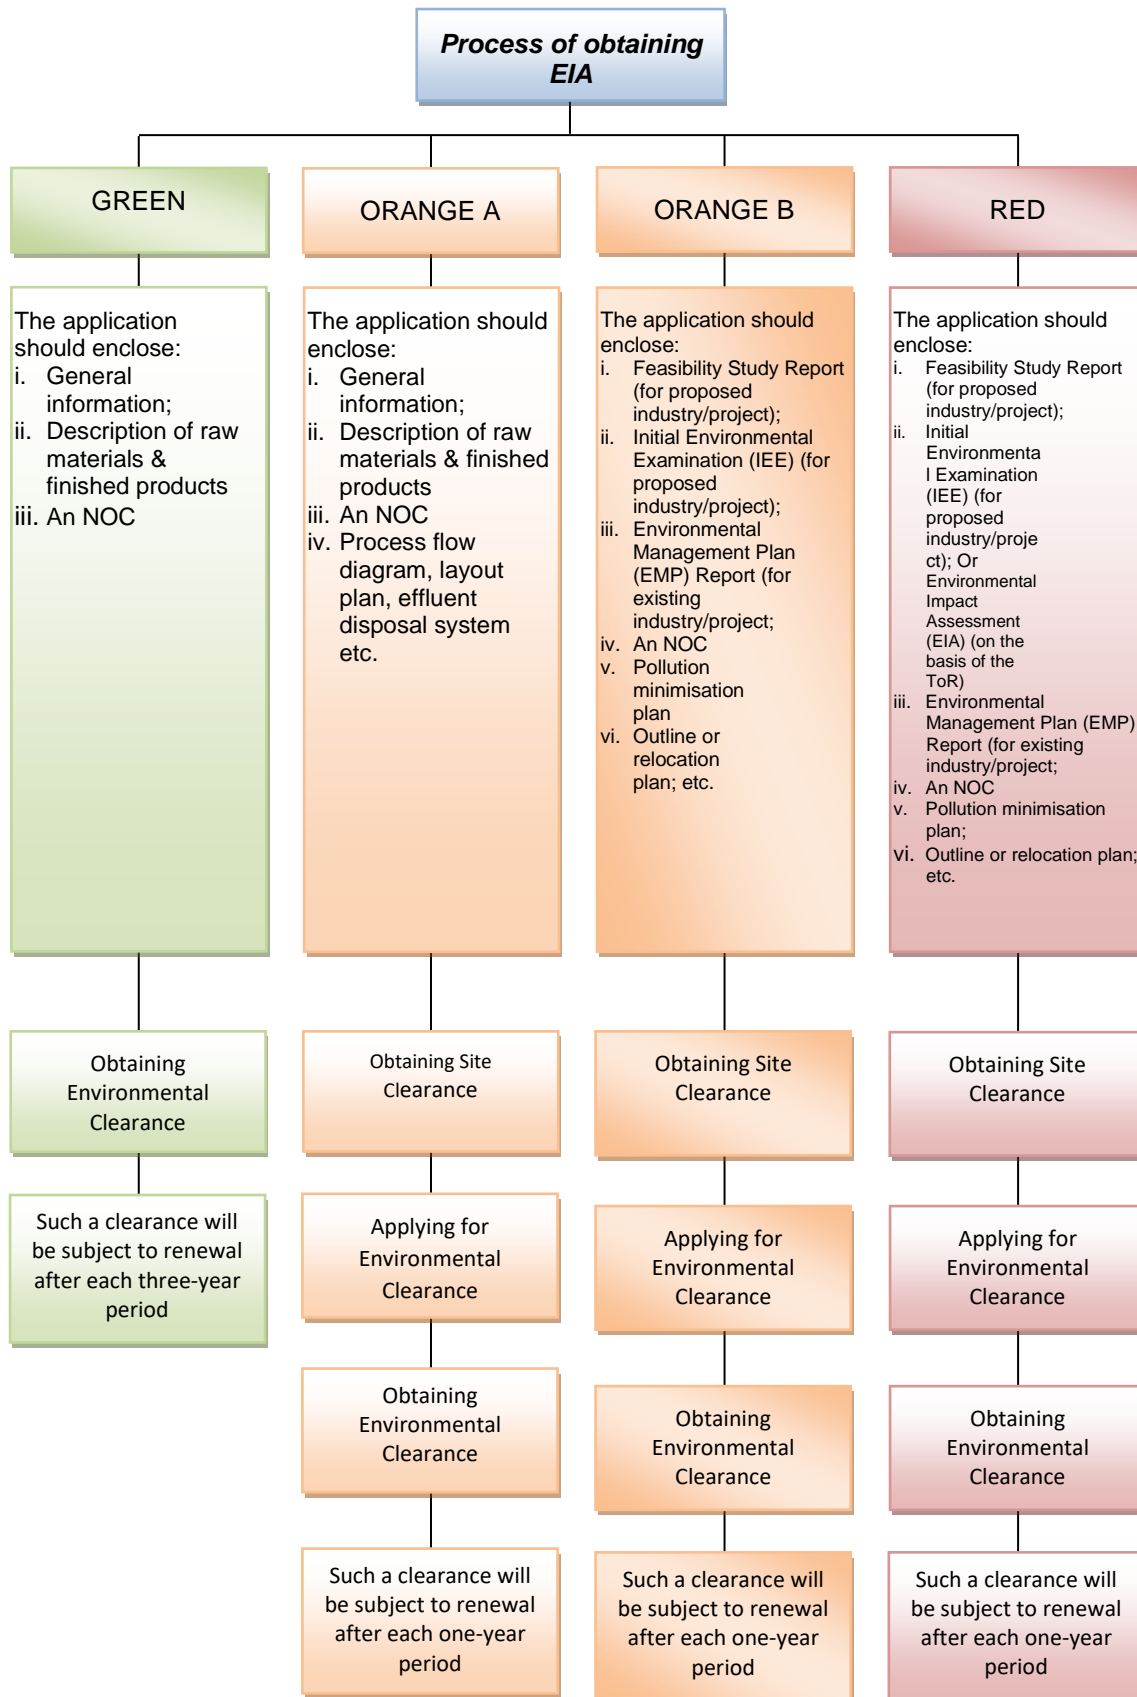 Process of obtaining
EIA
GREEN
The application
should enclose:
i. General
information;
ii. Description of raw
materials &
finished products
iii. An NOC
Obtaining
Environmental
Clearance
Such a clearance will
be subject to renewal
after each three-year
period
ORANGE A
The application should
enclose:
i. General
information;
ii. Description of raw
materials & finished
products
iii. An NOC
iv. Process flow
diagram, layout
plan, effluent
disposal system
etc.
Obtaining Site
Clearance
Applying for
Environmental
Clearance
Obtaining
Environmental
Clearance
Such a clearance will
be subject to renewal
after each one-year
period
ORANGE B
The application should
enclose:
i. Feasibility Study Report
(for proposed
industry/project);
ii. Initial Environmental
Examination (IEE) (for
proposed
industry/project);
iii. Environmental
Management Plan
(EMP) Report (for
existing
industry/project;
iv. An NOC
v. Pollution
minimisation
plan
vi. Outline or
relocation
plan; etc.
Obtaining Site
Clearance
Applying for
Environmental
Clearance
Obtaining
Environmental
Clearance
Such a clearance will
be subject to renewal
after each one-year
period
RED
The application should
enclose:
i. Feasibility Study Report
(for proposed
industry/project);
ii. Initial
Environmenta
l Examination
(IEE) (for
proposed
industry/proje
ct); Or
Environmental
Impact
Assessment
(EIA) (on the
basis of the
ToR)
iii. Environmental
Management Plan (EMP)
Report (for existing
industry/project;
iv. An NOC
v. Pollution minimisation
plan;
vi. Outline or relocation plan;
etc.
Obtaining Site
Clearance
Applying for
Environmental
Clearance
Obtaining
Environmental
Clearance
Such a clearance will
be subject to renewal
after each one-year
period